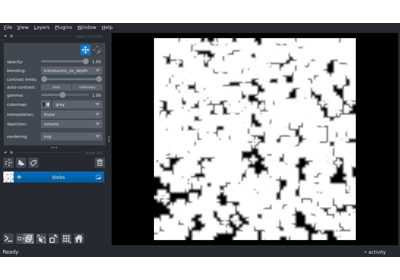 File View Layers Plugins Window Help
opacity: 1.00
blending: translucent_no_depth
contrast limits:
auto-contrast: once continuous
gamma: 1.00
colormap: gray
interpolation: linear
depiction: volume
rendering: mip
blobs
Ready
activity